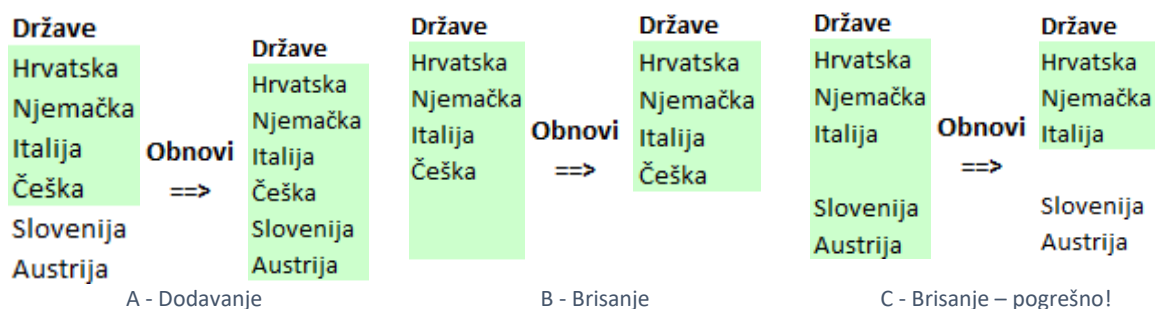 Države
Hrvatska
Njemačka
Italija
Češka
Slovenija
Austrija
Obnovi
==>
Države
Hrvatska
Njemačka
Italija
Češka
Slovenija
Austrija
A - Dodavanje
Države
Hrvatska
Njemačka
Italija
Češka
Obnovi
==>
Države
Hrvatska
Njemačka
Italija
Češka
B - Brisanje
Države
Hrvatska
Njemačka
Italija
Slovenija
Austrija
Obnovi
==>
Države
Hrvatska
Njemačka
Italija
Slovenija
Austrija
C - Brisanje – pogrešno!